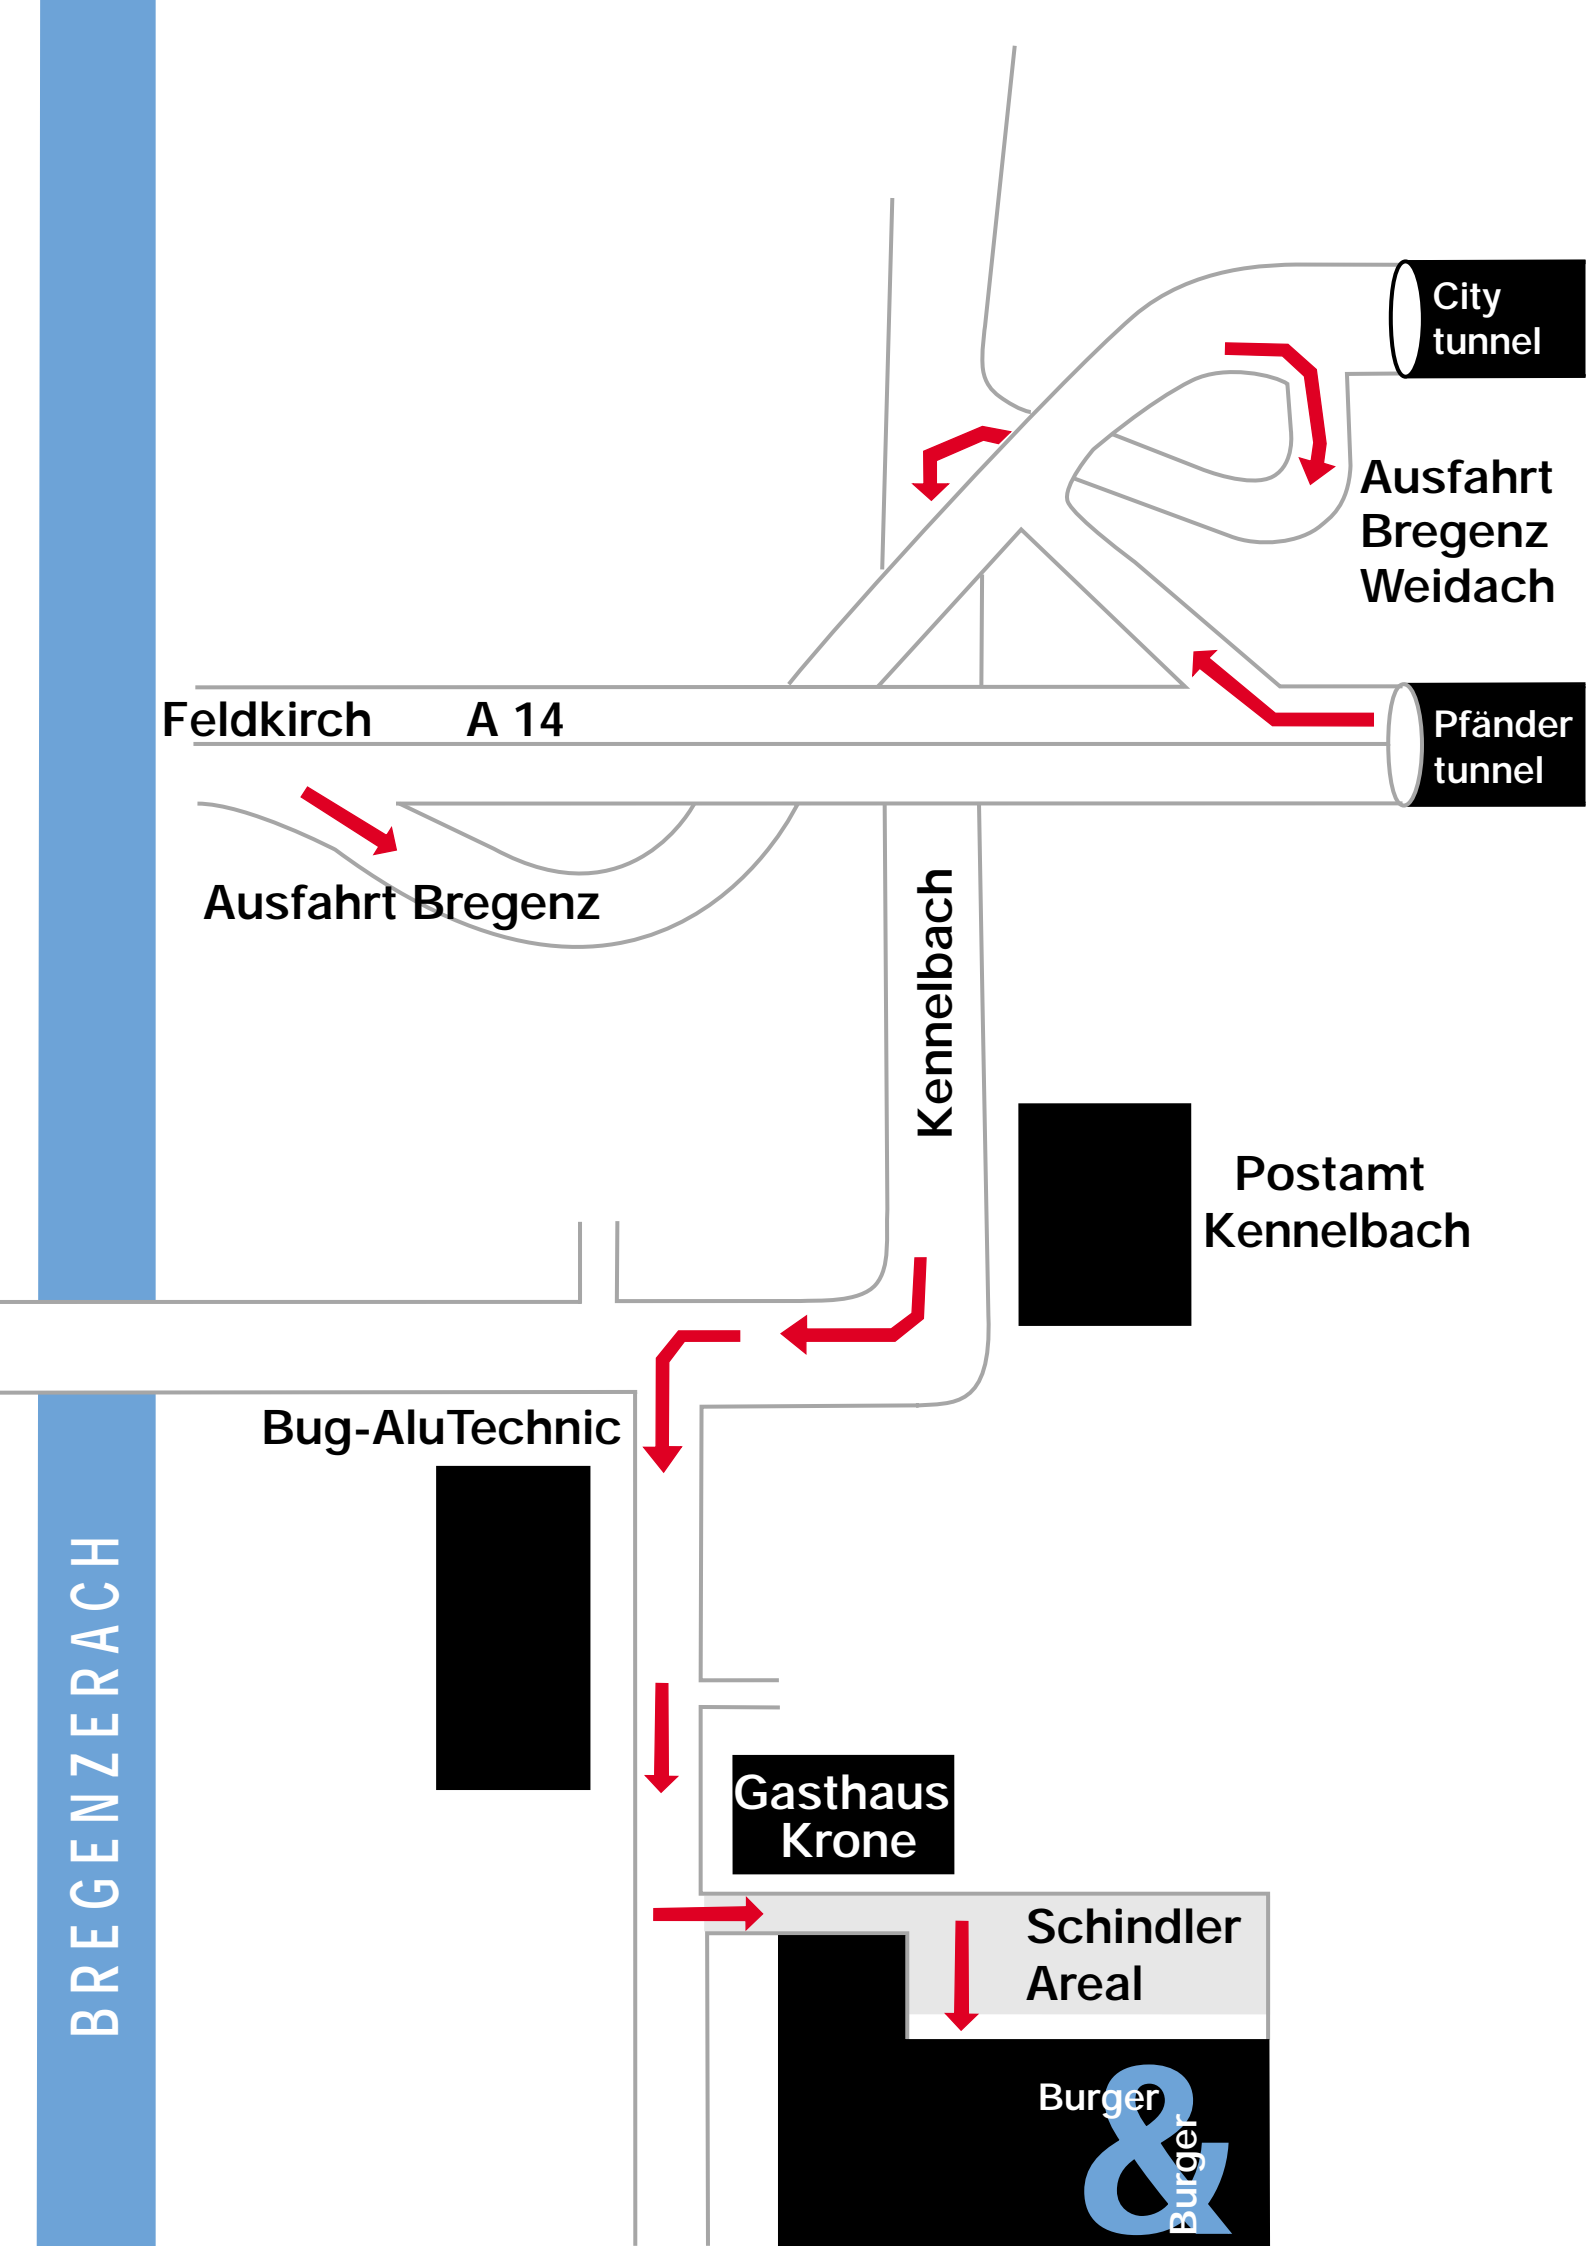 City
tunnel
Ausfahrt
Bregenz
Weidach
Feldkirch A 14
Pfänder
tunnel
Ausfahrt Bregenz
Kennelbach
Postamt
Kennelbach
Bug-AluTechnic
BREGENZERACH
Gasthaus
Krone
Schindler
Areal
Burger
&
Burger